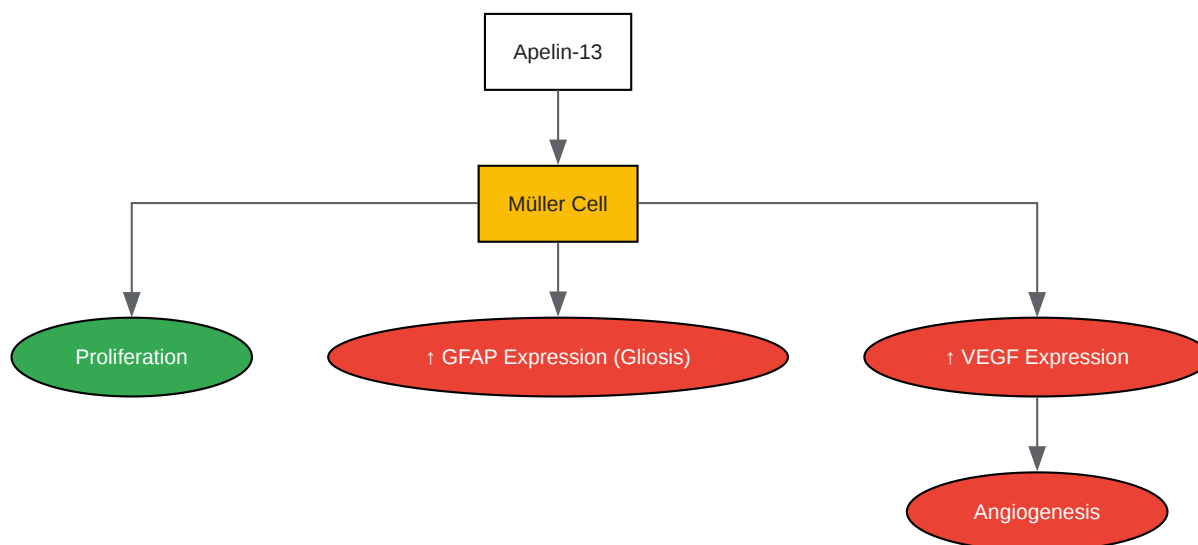 Apelin-13
Müller Cell
Proliferation
↑ GFAP Expression (Gliosis)
↑ VEGF Expression
Angiogenesis